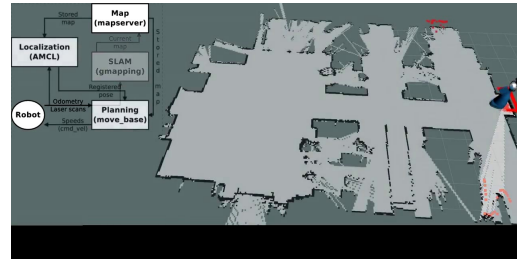 Map
(mapserver)
Stored
map
Localization
(AMCL)
Current
map
SLAM
(gmapping)
Stored
map
Registered
pose
Robot
Odometry
Laser scans
Planning
(move_base)
Speeds
(cmd_vel)